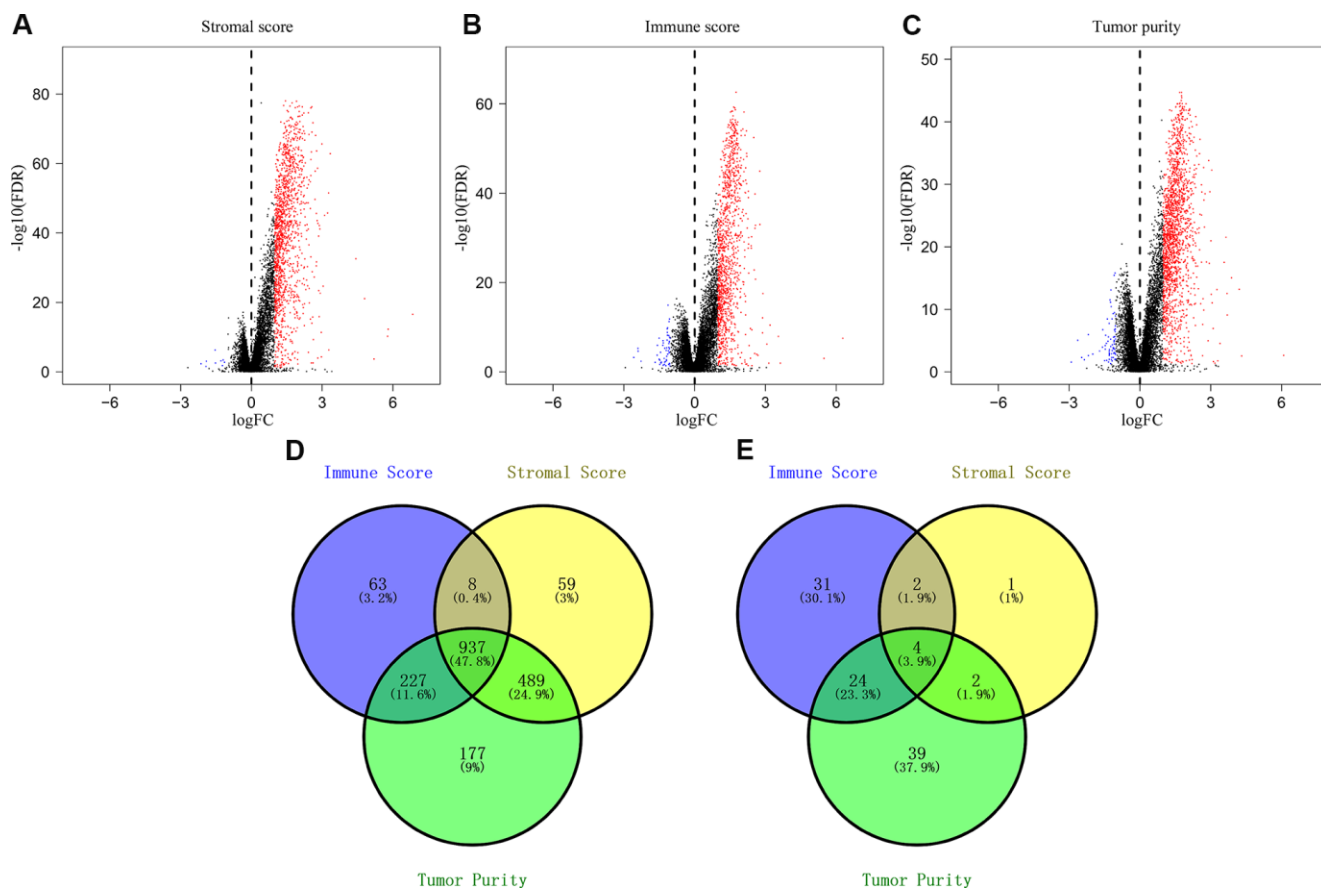 A
Stromal score
-log10(FDR)
80
60
40
20
0
−6
−3
0
3
6
logFC
B
Immune score
-log10(FDR)
60
40
20
0
−6
−3
0
3
6
logFC
C
Tumor purity
-log10(FDR)
50
40
30
20
10
0
−6
−3
0
3
6
logFC
D
Immune Score
Stromal Score
63
(3.2%)
8
(0.4%)
59
(3%)
937
(47.8%)
227
(11.6%)
489
(24.9%)
177
(9%)
Tumor Purity
E
Immune Score
Stromal Score
31
(30.1%)
2
(1.9%)
1
(1%)
4
(3.9%)
24
(23.3%)
2
(1.9%)
39
(37.9%)
Tumor Purity